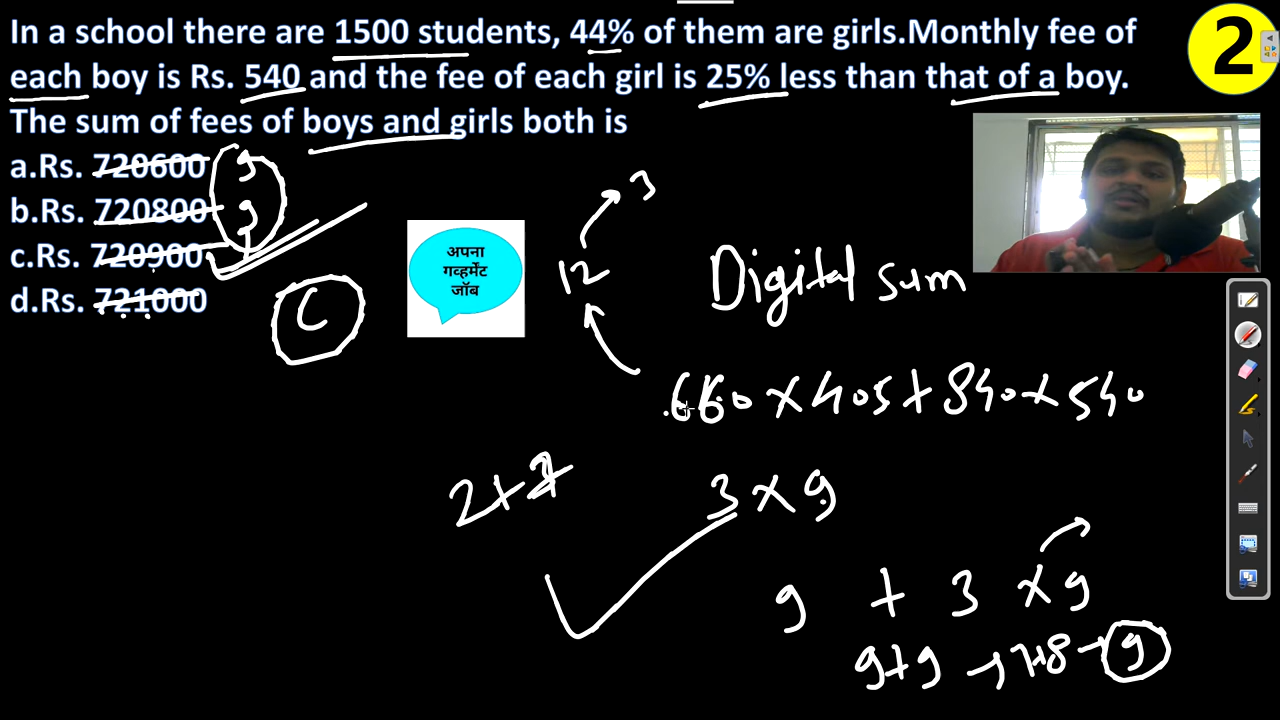 In a school there are 1500 students, 44% of them are girls.Monthly fee of
each boy is Rs. 540 and the fee of each girl is 25% less than that of a boy.
The sum of fees of boys and girls both is
a.Rs. 720600 9
b.Rs. 720800 9
c.Rs. 720900
d.Rs. 721000
C
2
अपना
गव्हर्मेंट
जॉब
3
12
Digital sum
660 x 405 + 840 x 540
2 x
3 x 9
9 + 3 x 9
9+9 → 1+8 → 9